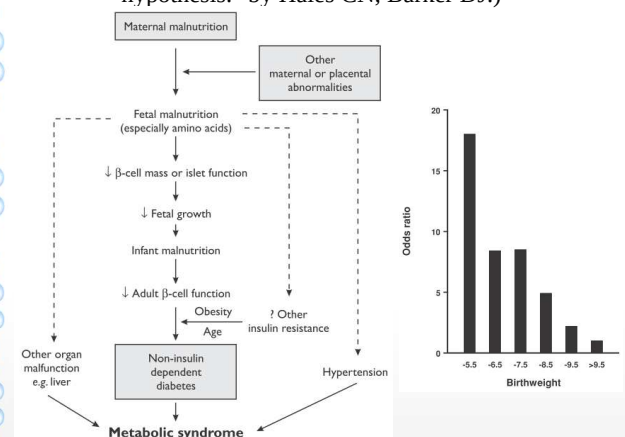 hypothesis." by Hales CN, Barker DJ.)
Maternal malnutrition
Other
maternal or placental
abnormalities
Fetal malnutrition
(especially amino acids)
↓ β-cell mass or islet function
↓ Fetal growth
Infant malnutrition
↓ Adult β-cell function
Obesity
Age
? Other
insulin resistance
Other organ
malfunction
e.g. liver
Non-insulin
dependent
diabetes
Hypertension
Metabolic syndrome
Odds ratio
20
15
10
5
0
-5.5 -6.5 -7.5 -8.5 -9.5 >9.5
Birthweight